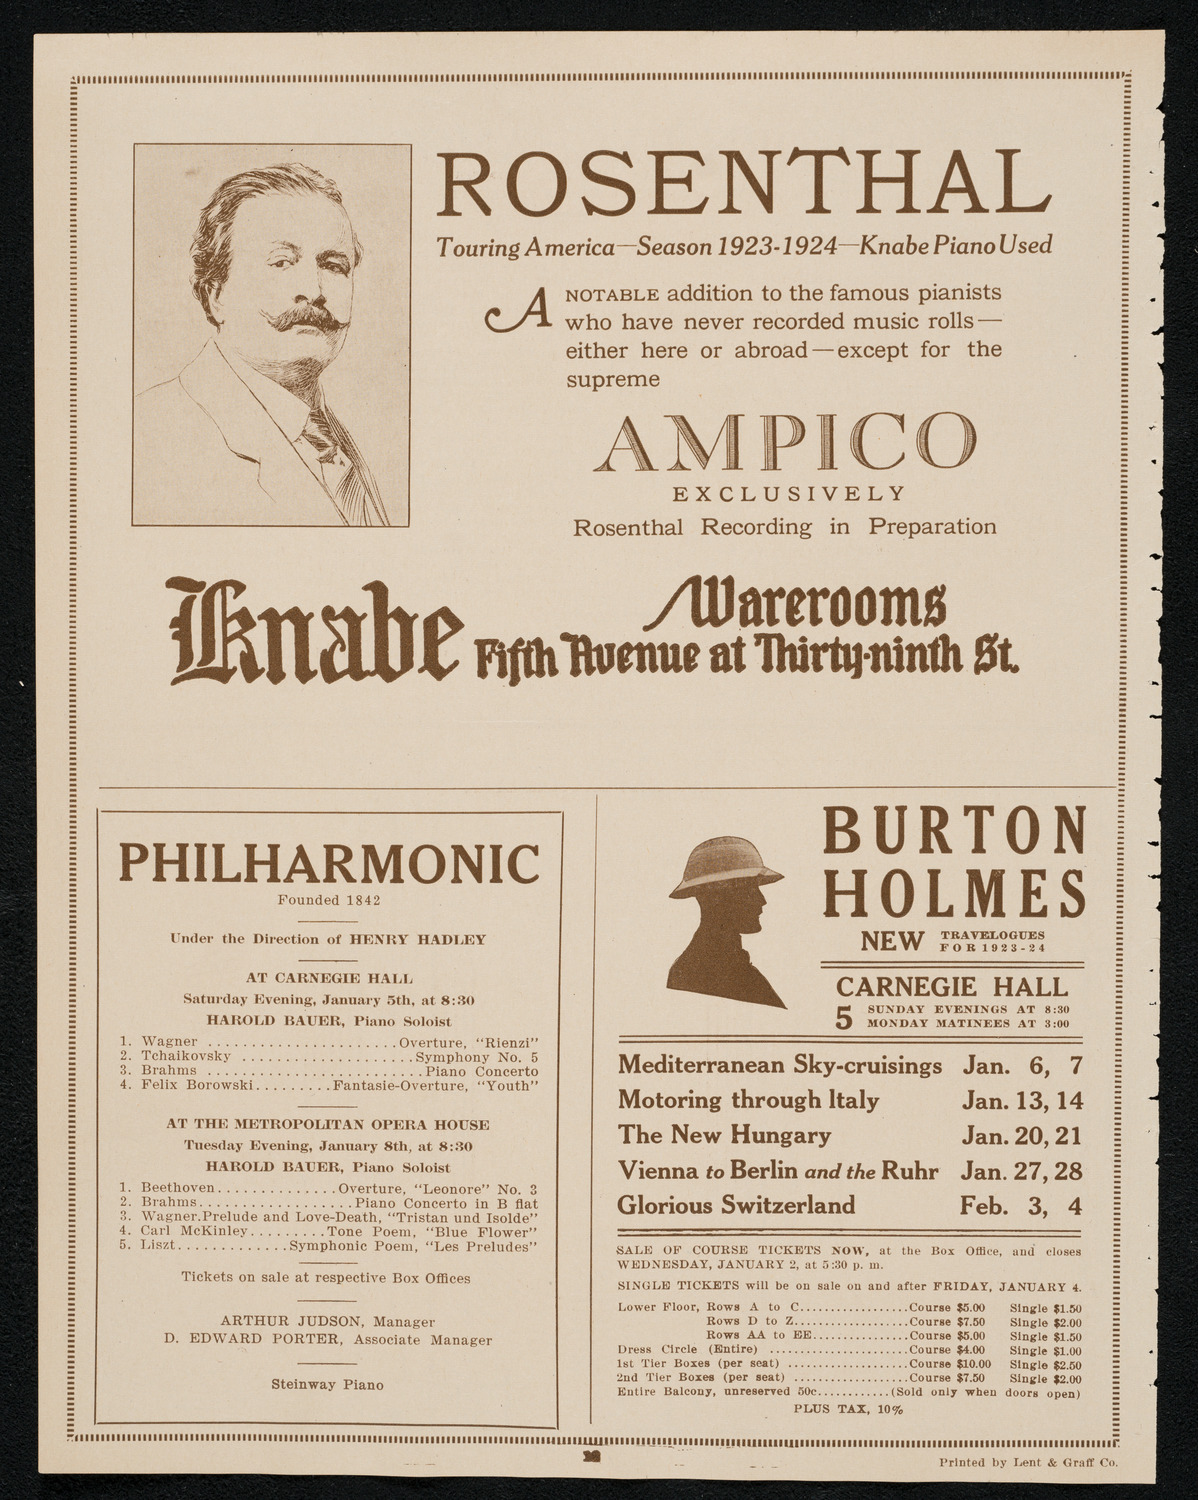 ROSENTHAL
Touring America—Season 1923-1924—Knabe Piano Used
A NOTABLE addition to the famous pianists
who have never recorded music rolls—
either here or abroad—except for the
supreme
AMPICO
EXCLUSIVELY
Rosenthal Recording in Preparation
Knabe Warerooms
Fifth Avenue at Thirty-ninth St.
PHILHARMONIC
Founded 1842
Under the Direction of HENRY HADLEY
AT CARNEGIE HALL
Saturday Evening, January 5th, at 8:30
HAROLD BAUER, Piano Soloist
1. Wagner ......................Overture, “Rienzi”
2. Tchaikovsky ....................Symphony No. 5
3. Brahms ..........................Piano Concerto
4. Felix Borowski.........Fantasie-Overture, “Youth”
AT THE METROPOLITAN OPERA HOUSE
Tuesday Evening, January 8th, at 8:30
HAROLD BAUER, Piano Soloist
1. Beethoven..............Overture, “Leonore” No. 3
2. Brahms..................Piano Concerto in B flat
3. Wagner.Prelude and Love-Death, “Tristan und Isolde”
4. Carl McKinley.........Tone Poem, “Blue Flower”
5. Liszt.............Symphonic Poem, “Les Preludes”
Tickets on sale at respective Box Offices
ARTHUR JUDSON, Manager
D. EDWARD PORTER, Associate Manager
Steinway Piano
BURTON
HOLMES
NEW TRAVELOGUES
FOR 1923-24
CARNEGIE HALL
5 SUNDAY EVENINGS AT 8:30
MONDAY MATINEES AT 3:00
Mediterranean Sky-cruisings Jan. 6, 7
Motoring through Italy Jan. 13, 14
The New Hungary Jan. 20, 21
Vienna to Berlin and the Ruhr Jan. 27, 28
Glorious Switzerland Feb. 3, 4
SALE OF COURSE TICKETS NOW, at the Box Office, and closes
WEDNESDAY, JANUARY 2, at 5:30 p. m.
SINGLE TICKETS will be on sale on and after FRIDAY, JANUARY 4.
Lower Floor, Rows A to C..................Course $5.00 Single $1.50
Rows D to Z...................Course $7.50 Single $2.00
Rows AA to EE................Course $5.00 Single $1.50
Dress Circle (Entire) .......................Course $4.00 Single $1.00
1st Tier Boxes (per seat) ....................Course $10.00 Single $2.50
2nd Tier Boxes (per seat) ...................Course $7.50 Single $2.00
Entire Balcony, unreserved 50c............(Sold only when doors open)
PLUS TAX, 10%
Printed by Lent & Graff Co.